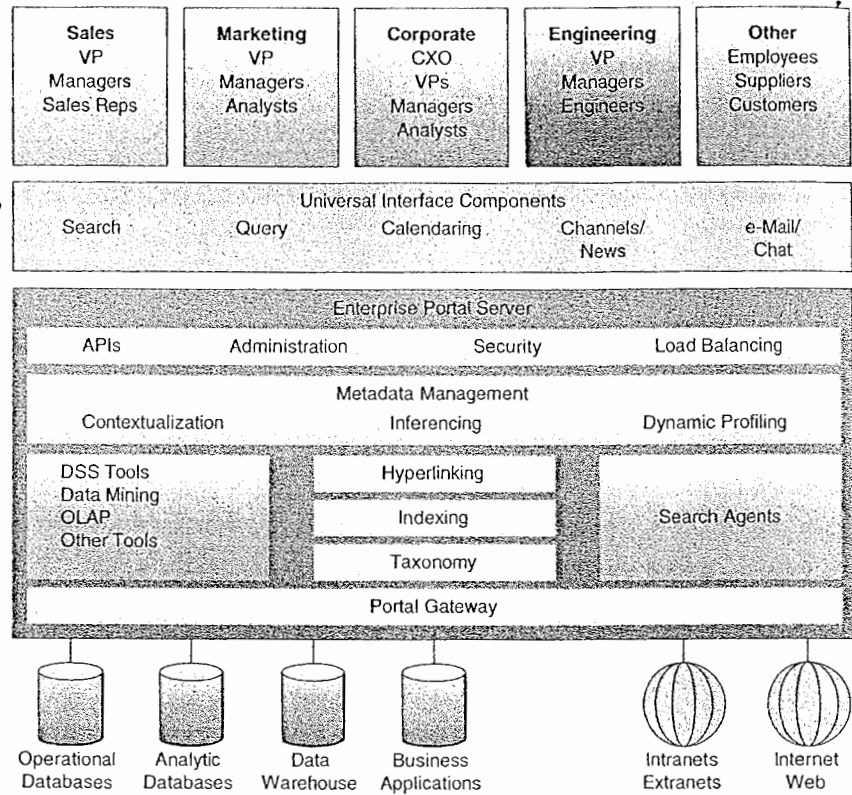 Sales
VP
Managers
Sales Reps
Marketing
VP
Managers
Analysts
Corporate
CXO
VPs
Managers
Analysts
Engineering
VP
Managers
Engineers
Other
Employees
Suppliers
Customers
Universal Interface Components
Search
Query
Calendaring
Channels/
News
e-Mail/
Chat
Enterprise Portal Server
APIs
Administration
Security
Load Balancing
Metadata Management
Contextualization
Inferencing
Dynamic Profiling
DSS Tools
Data Mining
OLAP
Other Tools
Hyperlinking
Indexing
Taxonomy
Search Agents
Portal Gateway
Operational
Databases
Analytic
Databases
Data
Warehouse
Business
Applications
Intranets
Extranets
Internet
Web